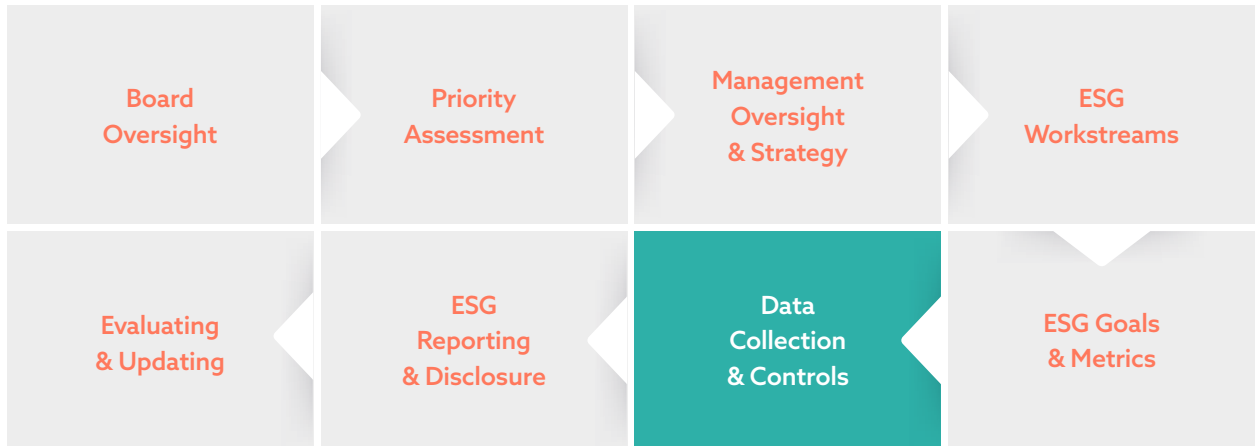 Board
Oversight
Priority
Assessment
Management
Oversight
& Strategy
ESG
Workstreams
Evaluating
& Updating
ESG
Reporting
& Disclosure
Data
Collection
& Controls
ESG Goals
& Metrics